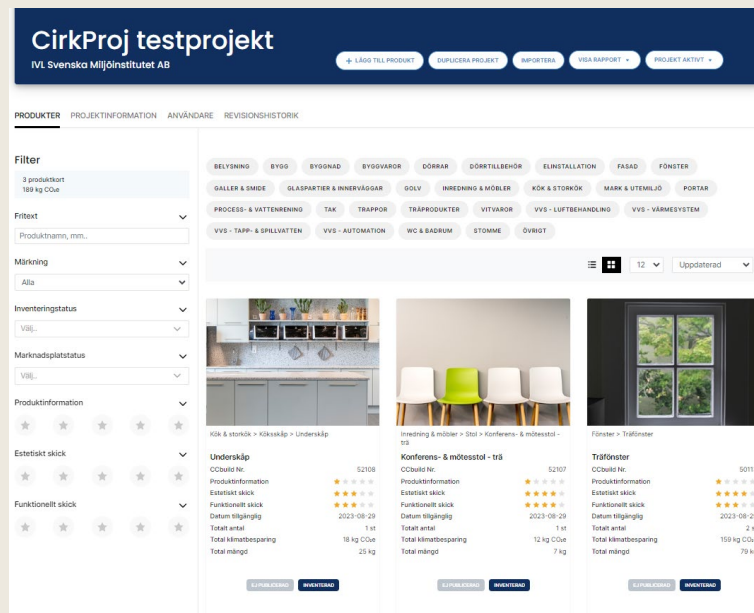 CirkProj testprojekt
IVL Svenska Miljöinstitutet AB
+ LÄGG TILL PRODUKT DUPLICERA PROJEKT IMPORTERA VISA RAPPORT PROJEKT AKTIVT
PRODUKTER PROJEKTINFORMATION ANVÄNDARE REVISIONSHISTORIK
Filter
3 produktkort
189 kg CO₂e
Fritext
Produktnamn, mm..
Märkning
Alla
Inventeringstatus
Välj..
Marknadsplatstatus
Välj..
Produktinformation
Estetiskt skick
Funktionellt skick
BELYSNING BYGG BYGGNAD BYGGVAROR DÖRRAR DÖRRTILLBEHÖR ELINSTALLATION FASAD FÖNSTER
GALLER & SMIDE GLASPARTIER & INNERVÄGGAR GOLV INREDNING & MÖBLER KÖK & STORKÖK MARK & UTEMILJÖ PORTAR
PROCESS- & VATTENRENING TAK TRAPPOR TRÄPRODUKTER VITVAROR VVS - LUFTBEHANDLING VVS - VÄRMESYSTEM
VVS - TAPP- & SPILLVATTEN VVS - AUTOMATION WC & BADRUM STOMME ÖVRIGT
12 Uppdaterad
Kök & storkök > Köksskåp > Underskåp
Underskåp
CCbuild Nr. 52108
Produktinformation
Estetiskt skick
Funktionellt skick
Datum tillgänglig 2023-08-29
Totalt antal 1 st
Total klimatbesparing 18 kg CO₂e
Total mängd 25 kg
EJ PUBLICERAD INVENTERAD
Inredning & möbler > Stol > Konferens- & mötesstol -
trä
Konferens- & mötesstol - trä
CCbuild Nr. 52107
Produktinformation
Estetiskt skick
Funktionellt skick
Datum tillgänglig 2023-08-29
Totalt antal 1 st
Total klimatbesparing 12 kg CO₂e
Total mängd 7 kg
EJ PUBLICERAD INVENTERAD
Fönster > Träfönster
Träfönster
CCbuild Nr. 5011
Produktinformation
Estetiskt skick
Funktionellt skick
Datum tillgänglig 2023-08-2
Totalt antal 2 s
Total klimatbesparing 159 kg CO₂e
Total mängd 79 k
EJ PUBLICERAD INVENTERAD